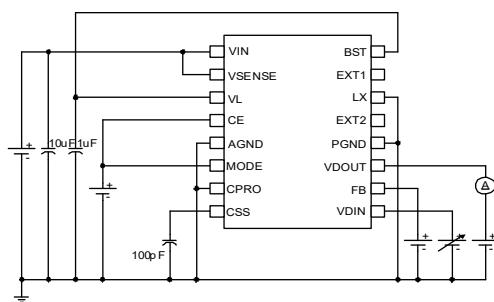 VIN
BST
VSENSE
EXT1
VL
LX
CE
EXT2
AGND
PGND
10uF
1uF
MODE
VDOUT
A
CPRO
FB
CSS
VDIN
100pF